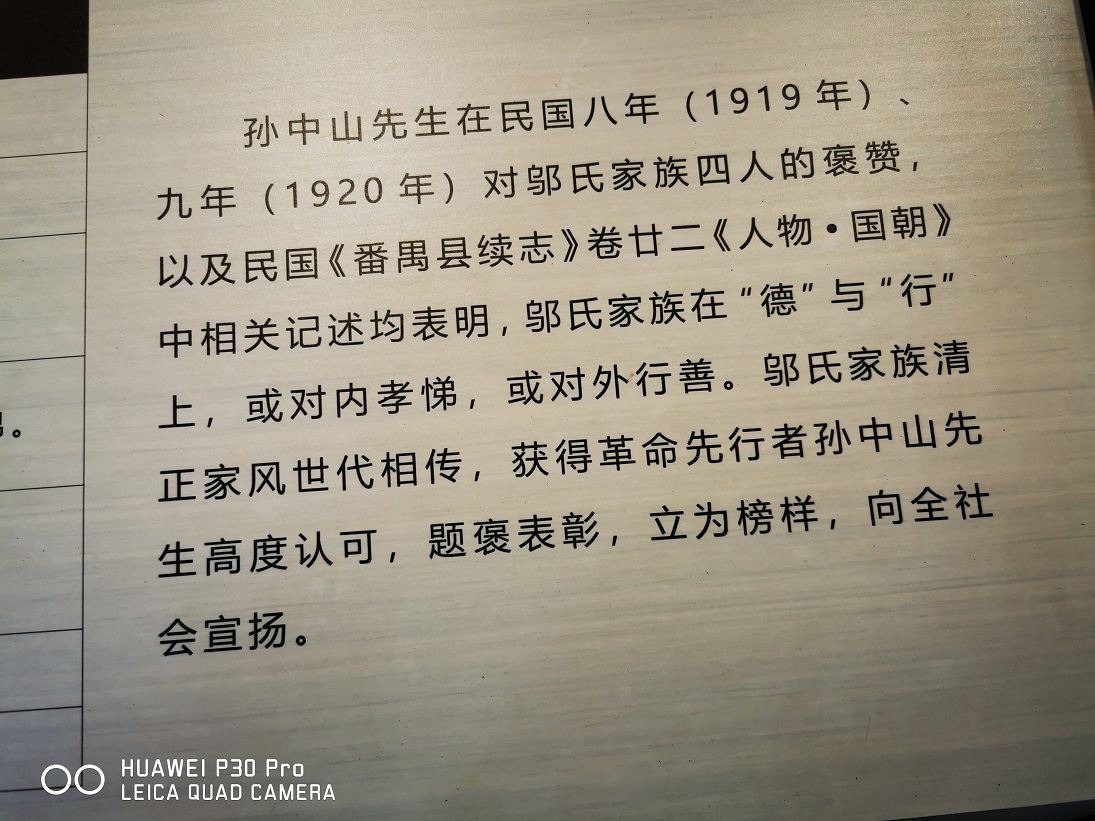 孙中山先生在民国八年（1919 年）、
九年（1920 年）对邬氏家族四人的褒赞，
以及民国《番禺县续志》卷廿二《人物•国朝》
中相关记述均表明，邬氏家族在“德”与“行”
上，或对内孝悌，或对外行善。邬氏家族清
正家风世代相传，获得革命先行者孙中山先
生高度认可，题褒表彰，立为榜样，向全社
会宣扬。
HUAWEI P30 Pro
LEICA QUAD CAMERA